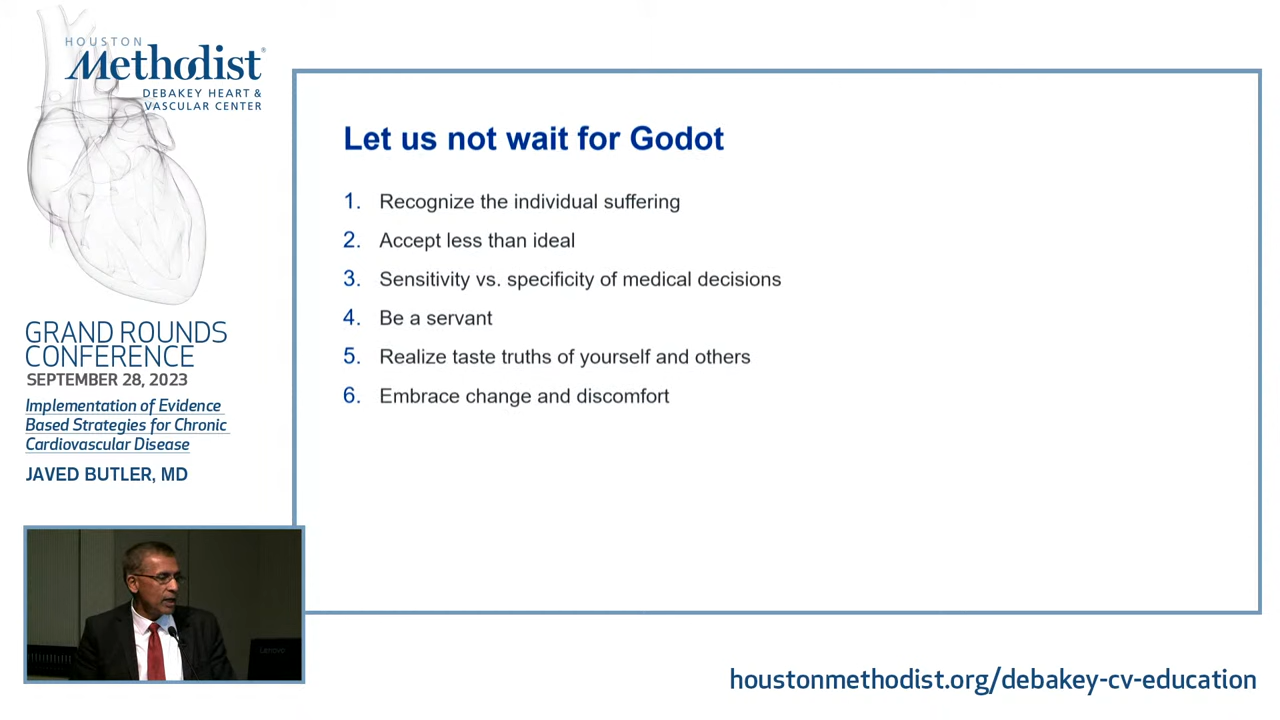 HOUSTON
Methodist®
DEBAKEY HEART &
VASCULAR CENTER
GRAND ROUNDS
CONFERENCE
SEPTEMBER 28, 2023
Implementation of Evidence
Based Strategies for Chronic
Cardiovascular Disease
JAVED BUTLER, MD
Let us not wait for Godot
1. Recognize the individual suffering
2. Accept less than ideal
3. Sensitivity vs. specificity of medical decisions
4. Be a servant
5. Realize taste truths of yourself and others
6. Embrace change and discomfort
Lenovo
houstonmethodist.org/debakey-cv-education